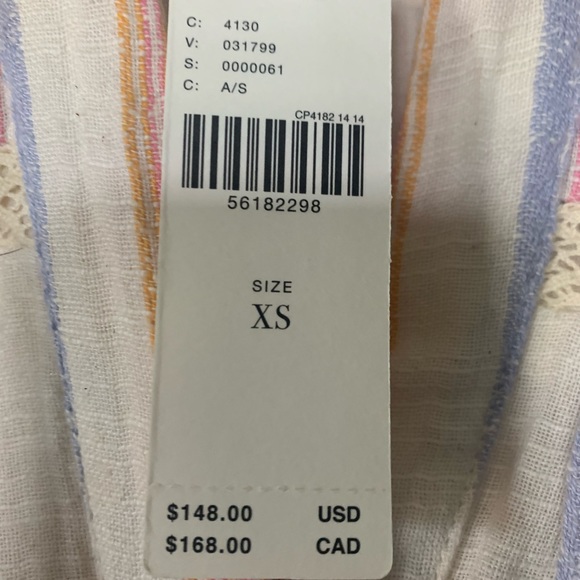 C: 4130
V: 031799
S: 0000061
C: A/S
CP4182 14 14
56182298
SIZE
XS
$148.00 USD
$168.00 CAD